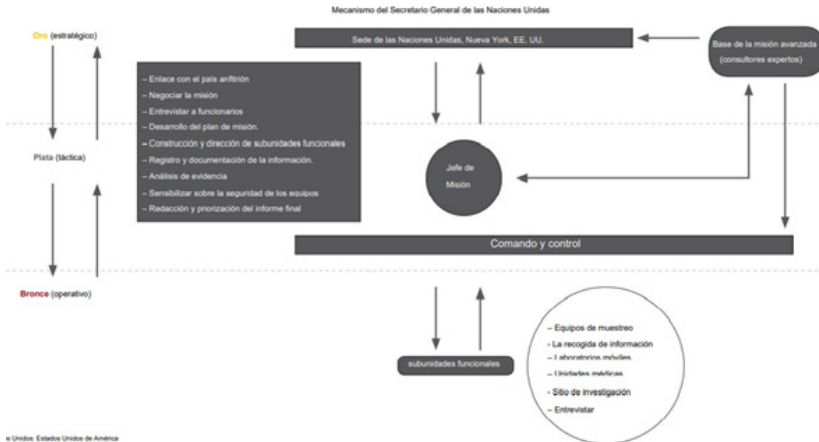 Mecanismo del Secretario General de las Naciones Unidas
Oro (estratégico)
Sede de las Naciones Unidas, Nueva York, EE. UU.
Base de la misión avanzada
(consultores expertos)
– Enlace con el país anfitrión
– Negociar la misión
– Entrevistar a funcionarios
– Desarrollo del plan de misión.
– Construcción y dirección de subunidades funcionales
– Registro y documentación de la información.
– Análisis de evidencia
– Sensibilizar sobre la seguridad de los equipos
– Redacción y priorización del informe final
Plata (táctica)
Jefe de
Misión
Comando y control
Bronce (operativo)
subunidades funcionales
– Equipos de muestreo
- La recogida de información
– Laboratorios móviles.
– Unidades médicas.
- Sitio de investigación
– Entrevistar
s Unidos: Estados Unidos de América